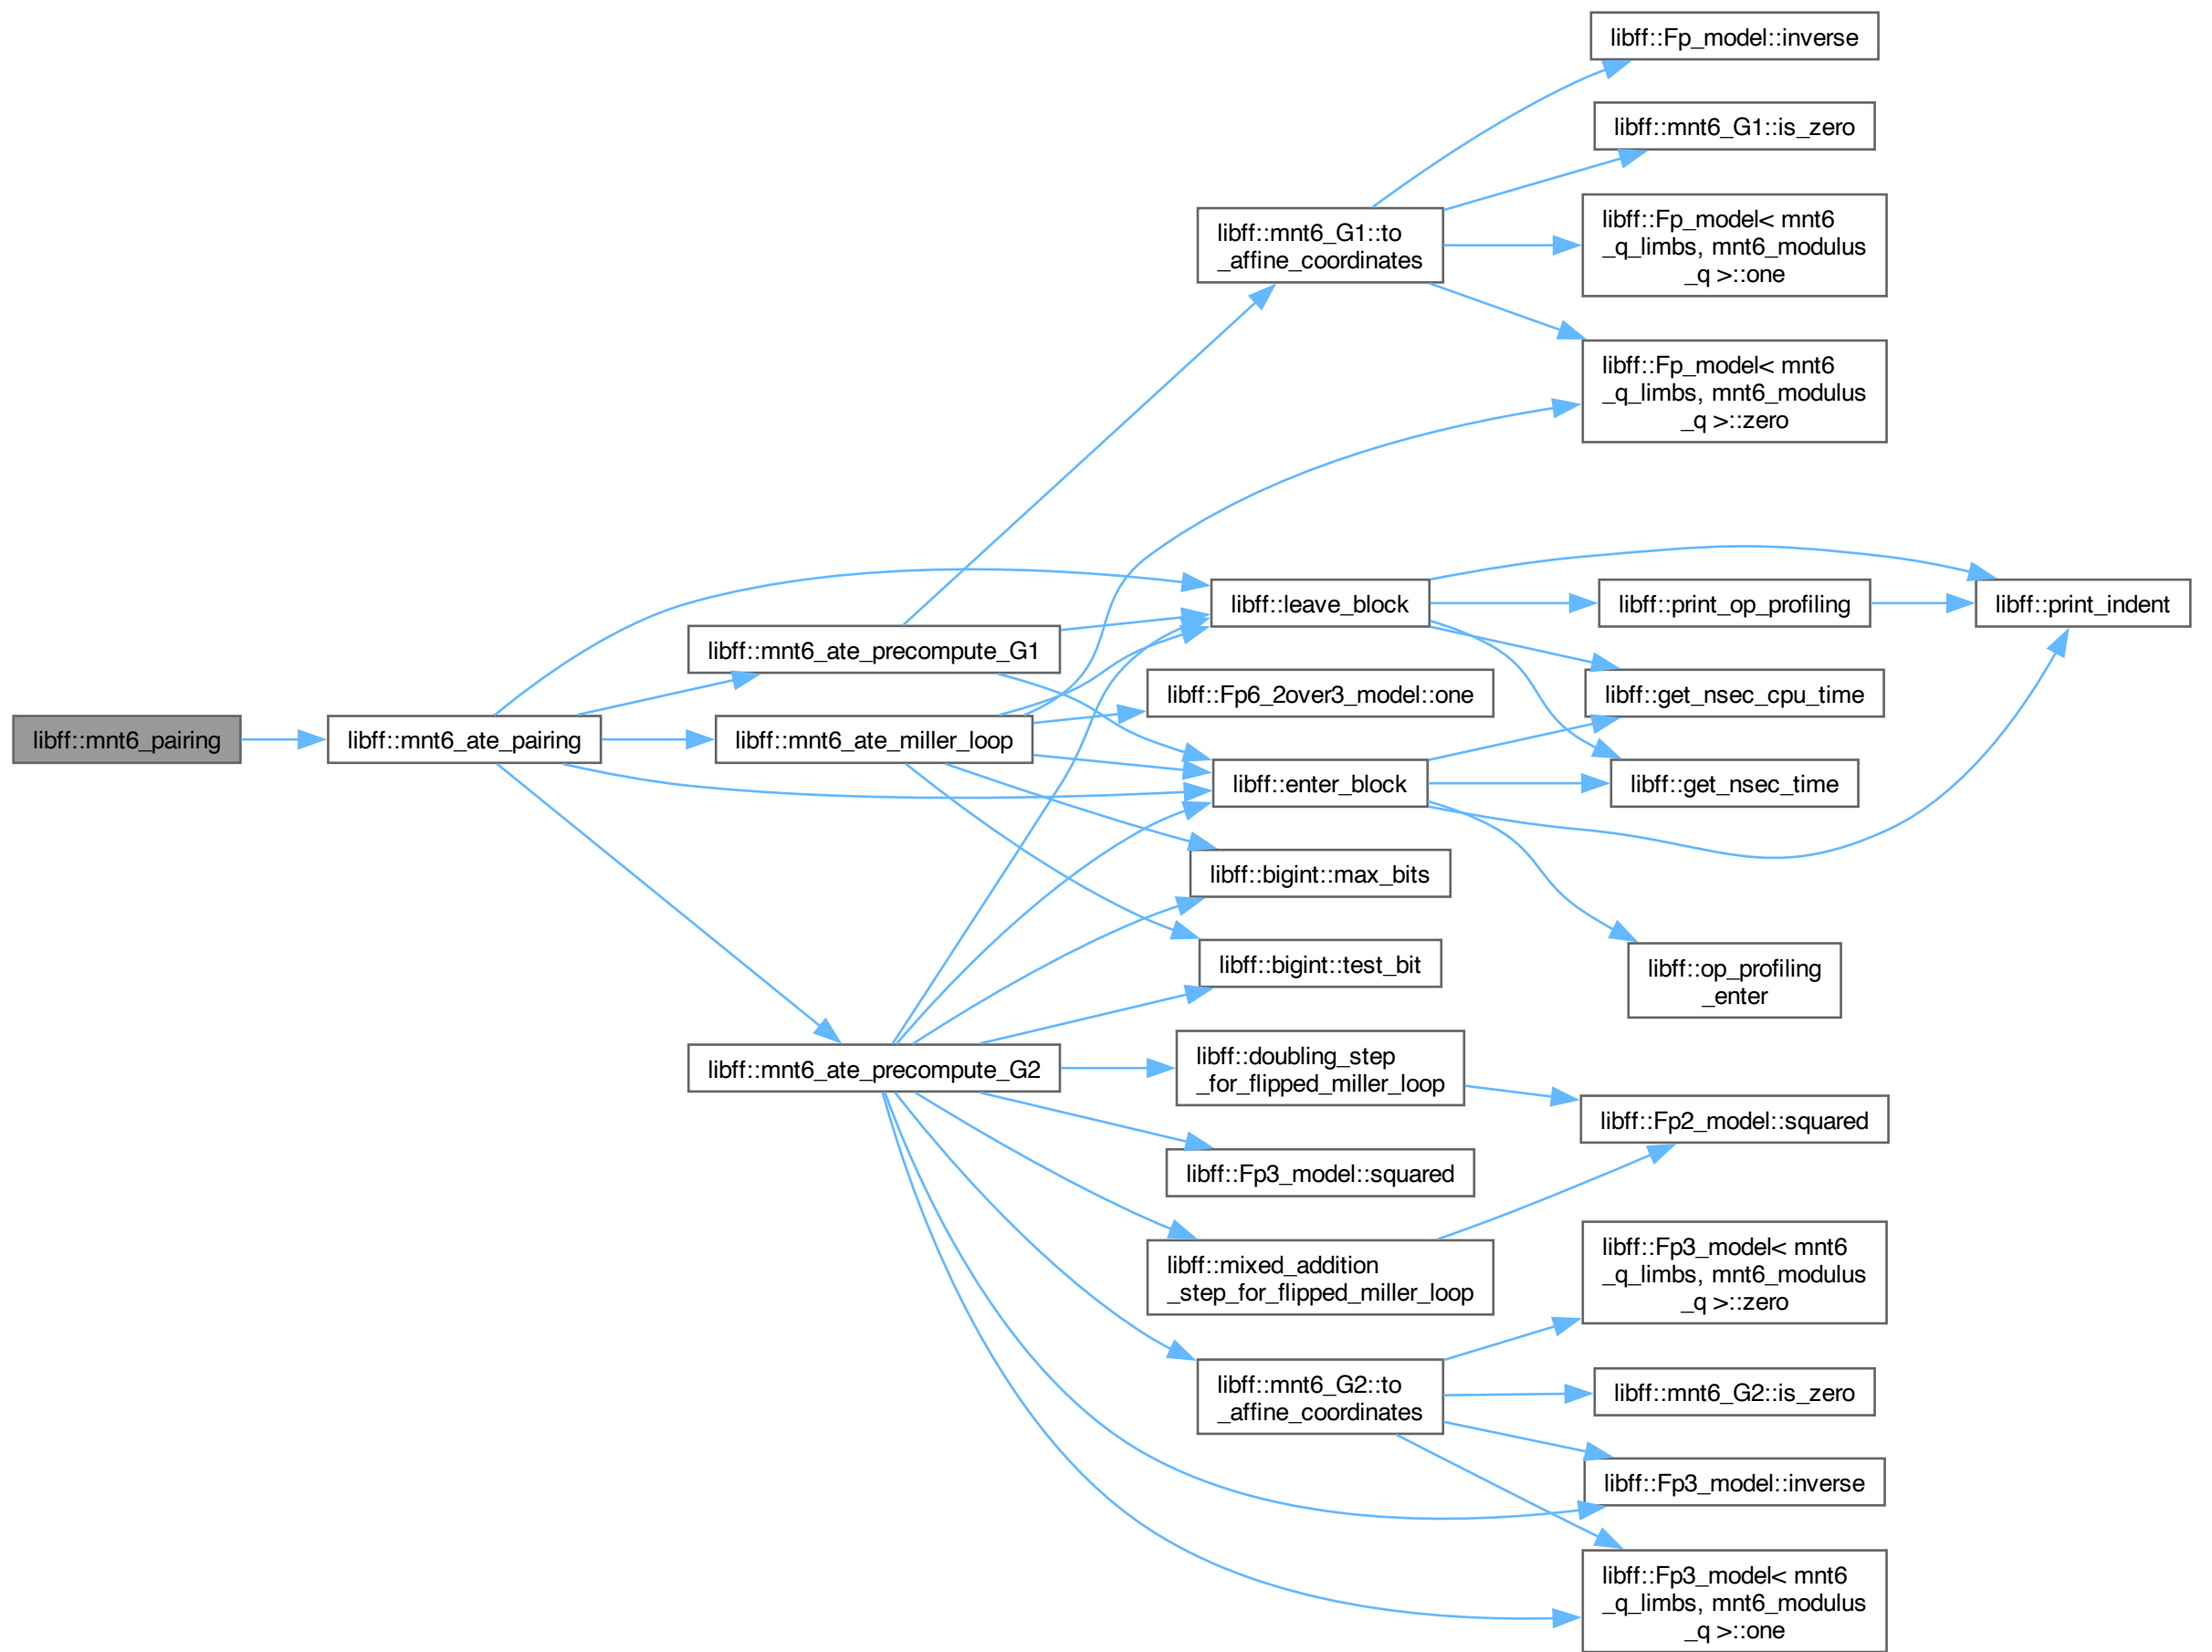 libff::mnt6_pairing
libff::mnt6_ate_pairing
libff::mnt6_ate_precompute_G1
libff::mnt6_ate_miller_loop
libff::mnt6_ate_precompute_G2
libff::mnt6_G1::to
_affine_coordinates
libff::leave_block
libff::Fp6_2over3_model::one
libff::enter_block
libff::bigint::max_bits
libff::bigint::test_bit
libff::doubling_step
_for_flipped_miller_loop
libff::Fp3_model::squared
libff::mixed_addition
_step_for_flipped_miller_loop
libff::mnt6_G2::to
_affine_coordinates
libff::Fp_model::inverse
libff::mnt6_G1::is_zero
libff::Fp_model< mnt6
_q_limbs, mnt6_modulus
_q >::one
libff::Fp_model< mnt6
_q_limbs, mnt6_modulus
_q >::zero
libff::print_op_profiling
libff::get_nsec_cpu_time
libff::get_nsec_time
libff::op_profiling
_enter
libff::Fp2_model::squared
libff::Fp3_model< mnt6
_q_limbs, mnt6_modulus
_q >::zero
libff::mnt6_G2::is_zero
libff::Fp3_model::inverse
libff::Fp3_model< mnt6
_q_limbs, mnt6_modulus
_q >::one
libff::print_indent